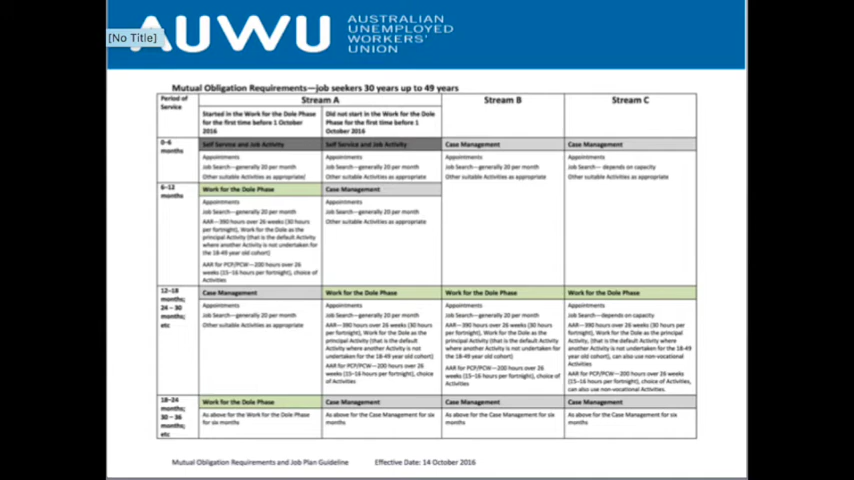 [No Title]
AUWU
AUSTRALIAN
UNEMPLOYED
WORKERS'
UNION
Mutual Obligation Requirements—job seekers 30 years up to 49 years
Period of
Service
Stream A
Stream B
Stream C
Started in the Work for the Dole Phase
for the first time before 1 October
2016
Did not start in the Work for the Dole
Phase for the first time before 1
October 2016
0–6
months
Self Service and Job Activity
Appointments
Job Search—generally 20 per month
Other suitable Activities as appropriate/
Self Service and Job Activity
Appointments
Job Search—generally 20 per month
Other suitable Activities as appropriate
Case Management
Appointments
Job Search—generally 20 per month
Other suitable Activities as appropriate
Case Management
Appointments
Job Search— depends on capacity
Other suitable Activities as appropriate
6–12
months
Work for the Dole Phase
Appointments
Job Search—generally 20 per month
AAR—390 hours over 26 weeks (30 hours
per fortnight), Work for the Dole as the
principal Activity (that is the default Activity
where another Activity is not undertaken for
the 18-49 year old cohort)
AAR for PCP/PCW—200 hours over 26
weeks (15–16 hours per fortnight), choice of
Activities
Case Management
Appointments
Job Search—generally 20 per month
Other suitable Activities as appropriate
12–18
months;
24 – 30
months;
etc
Case Management
Appointments
Job Search—generally 20 per month
Other suitable Activities as appropriate
Work for the Dole Phase
Appointments
Job Search—generally 20 per month
AAR—390 hours over 26 weeks (30 hours
per fortnight), Work for the Dole as the
principal Activity (that is the default
Activity where another Activity is not
undertaken for the 18-49 year cohort)
AAR for PCP/PCW—200 hours over 26
weeks (15–16 hours per fortnight), choice
of Activities
Work for the Dole Phase
Appointments
Job Search—generally 20 per month
AAR—390 hours over 26 weeks (30 hours
per fortnight), Work for the Dole as the
principal Activity (that is the default
Activity where another Activity is not
undertaken for the 18-49 year cohort)
AAR for PCP/PCW—200 hours over 26
weeks (15–16 hours per fortnight), choice of
Activities
Work for the Dole Phase
Appointments
Job Search—depends on capacity
AAR—390 hours over 26 weeks (30 hours
per fortnight), Work for the Dole as the
principal Activity, (that is the default
Activity where another Activity is not
undertaken for the 18-49 year
cohort), can also use non-vocational
Activities
AAR for PCP/PCW—200 hours over 26 weeks
(15–16 hours per fortnight), choice of Activities,
can also use non-vocational Activities.
18–24
months;
30 – 36
months;
etc
Work for the Dole Phase
As above for the Work for the Dole Phase
for six months
Case Management
As above for the Case Management for six
months
Case Management
As above for the Case Management for six
months
Case Management
As above for the Case Management for six
months
Mutual Obligation Requirements and Job Plan Guideline
Effective Date: 14 October 2016